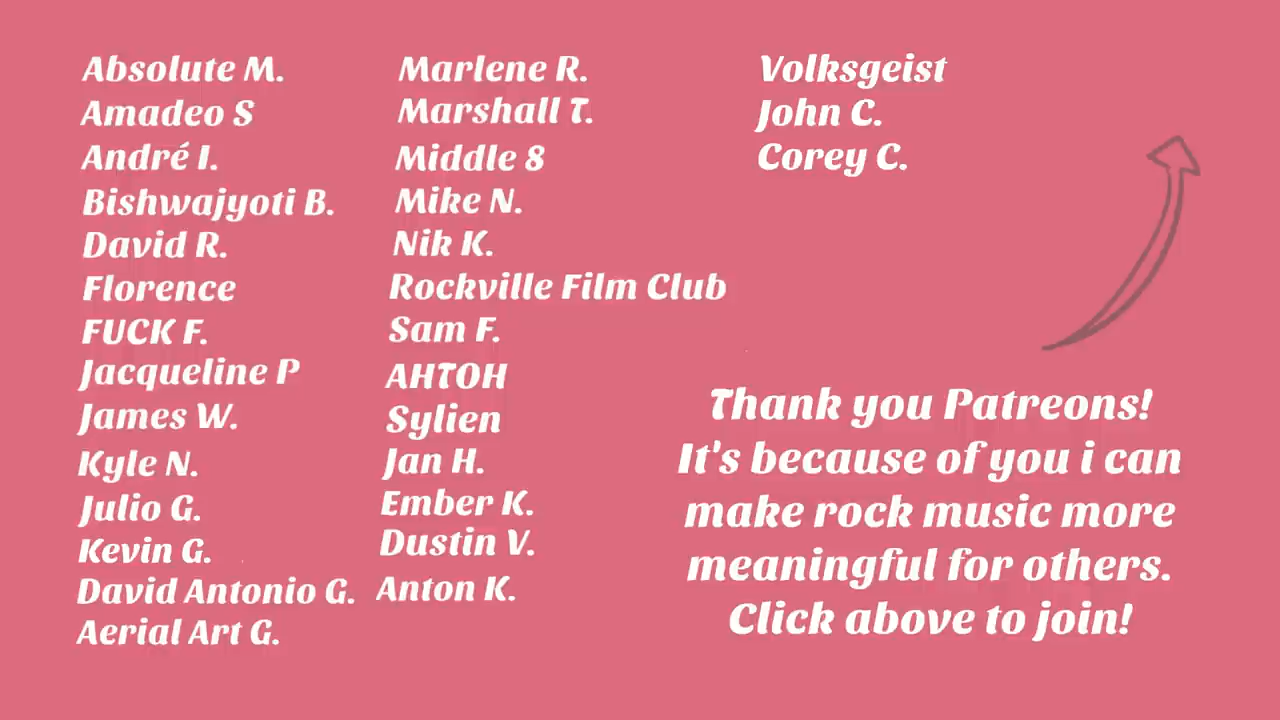 Absolute M.
Amadeo S
André I.
Bishwajyoti B.
David R.
Florence
FUCK F.
Jacqueline P
James W.
Kyle N.
Julio G.
Kevin G.
David Antonio G.
Aerial Art G.
Marlene R.
Marshall T.
Middle 8
Mike N.
Nik K.
Rockville Film Club
Sam F.
AHTOH
Sylien
Jan H.
Ember K.
Dustin V.
Anton K.
Volksgeist
John C.
Corey C.
Thank you Patreons!
It's because of you i can
make rock music more
meaningful for others.
Click above to join!